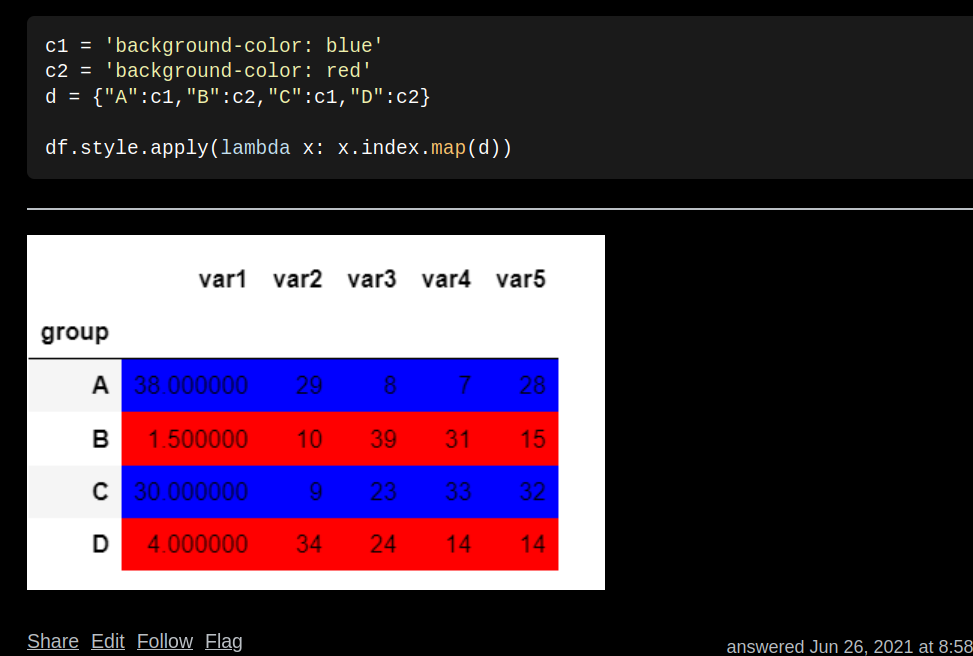 c1 = 'background-color: blue'
c2 = 'background-color: red'
d = {"A":c1,"B":c2,"C":c1,"D":c2}
df.style.apply(lambda x: x.index.map(d))
var1 var2 var3 var4 var5
group
A 38.000000 29 8 7 28
B 1.500000 10 39 31 15
C 30.000000 9 23 33 32
D 4.000000 34 24 14 14
Share Edit Follow Flag
answered Jun 26, 2021 at 8:58